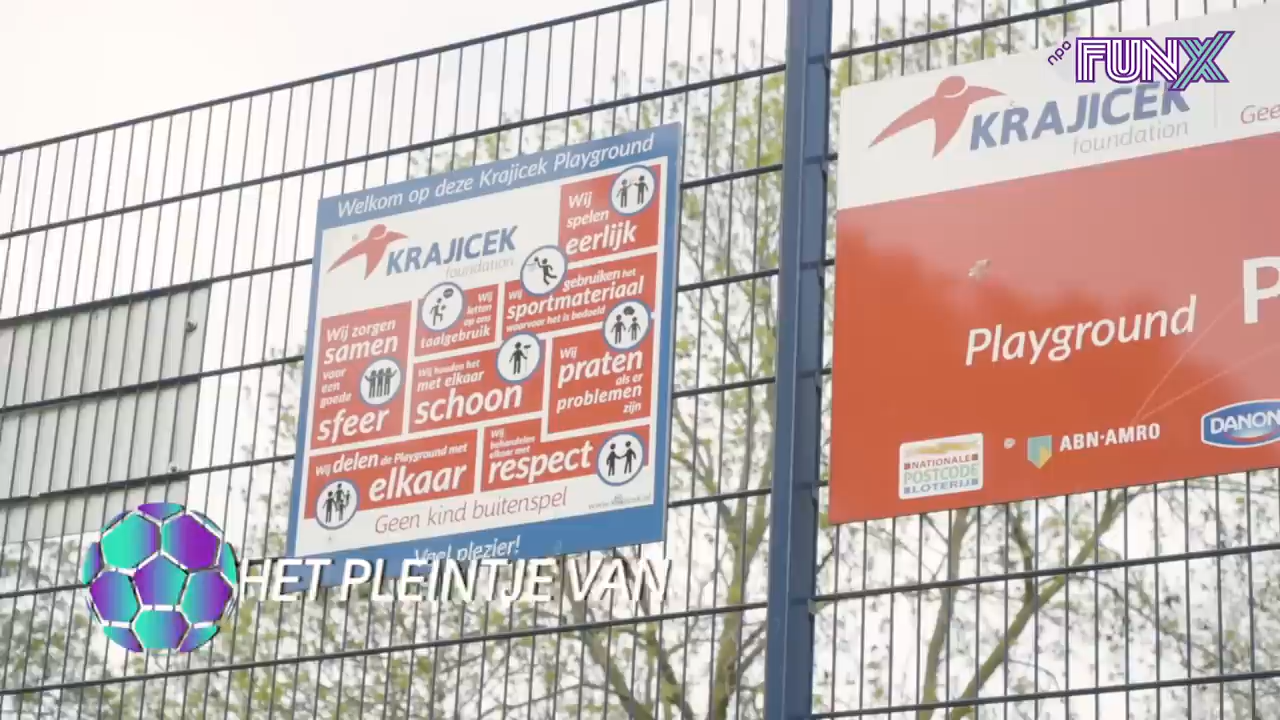 npo FUNX
Welkom op deze Krajicek Playground
KRAJICEK
foundation
Wij
spelen
eerlijk
Wij
letten
op ons
taalgebruik
Wij gebruiken het
sportmateriaal
waarvoor het is bedoeld
Wij zorgen
samen
voor
een
goede
sfeer
Wij houden het
met elkaar
schoon
Wij
praten
als er
problemen
zijn
Wij delen de Playground met
elkaar
Wij
behandelen
elkaar met
respect
Geen kind buitenspel
Veel plezier!
KRAJICEK
foundation
Gee
Playground P
NATIONALE
POSTCODE
LOTERIJ
ABN·AMRO
DANON
HET PLEINTJE VAN